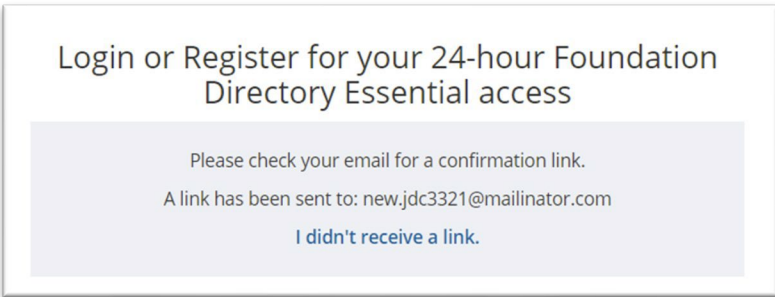 Login or Register for your 24-hour Foundation
Directory Essential access
Please check your email for a confirmation link.
A link has been sent to: new.jdc3321@mailinator.com
I didn't receive a link.